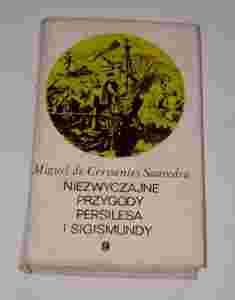 Miguel de Cervantes Saavedra
NIEZWYCZAJNE
PRZYGODY
PERSILESA
I SIGISMUNDY